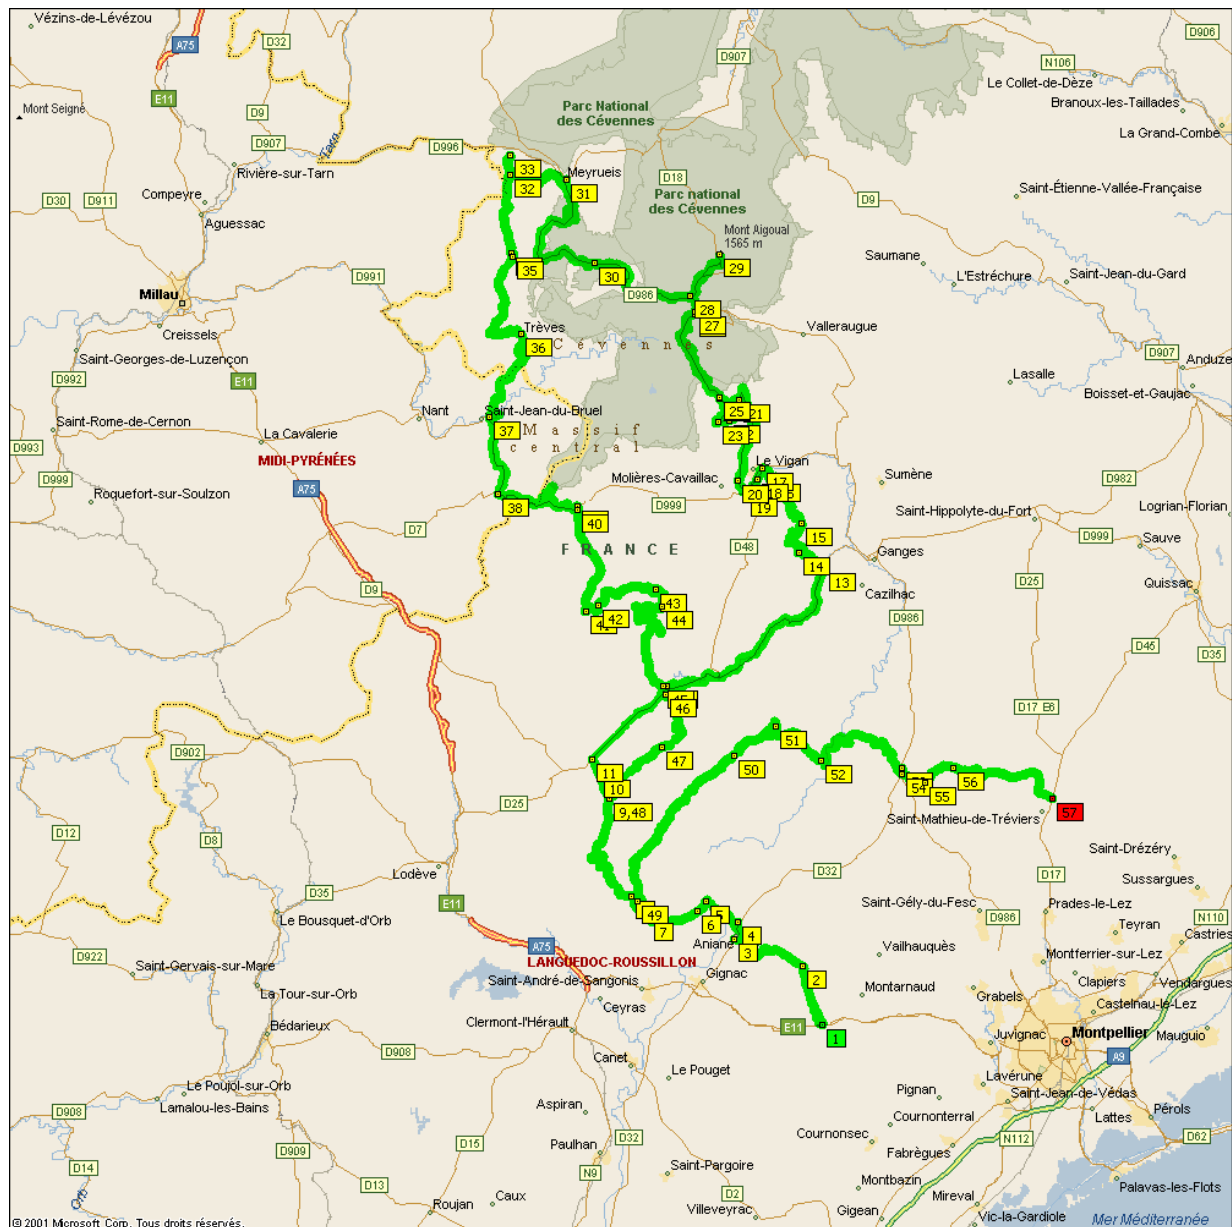 Vézins-de-Lévézou
D32
A75
D907
D906
N106
Le Collet-de-Dèze
E11
Branoux-les-Taillades
Mont Seigné
D9
Parc National
des Cévennes
La Grand-Combe
Tarn
D907
D996
33
Meyrueis
Rivière-sur-Tarn
32
31
D18
Saint-Étienne-Vallée-Française
Compeyre
Parc national
des Cévennes
D30
D911
D9
Aguessac
Mont Aigoual
1565 m
Saumane
35
30
29
L'Estréchure
Saint-Jean-du-Gard
D991
Millau
D986
28
Creissels
Trèves
27
Valleraugue
36
Cévennes
Saint-Georges-de-Luzençon
D907
Anduze
D992
E11
Lasalle
Boisset-et-Gaujac
Nant
Saint-Jean-du-Bruel
25
21
Saint-Rome-de-Cernon
37
Massif
central
23
La Cavalerie
D993
MIDI-PYRÉNÉES
Le Vigan
D999
Molières-Cavaillac
17
Sumène
D982
A75
20
18
Roquefort-sur-Soulzon
38
D999
19
Logrian-Florian
40
Saint-Hippolyte-du-Fort
D7
15
D999
Sauve
FRANCE
D48
14
Ganges
D9
13
D25
Quissac
Cazilhac
43
42
44
D986
D45
D35
46
D17 E6
51
D902
47
50
11
52
10
56
54
D25
9,48
55
57
D12
Saint-Mathieu-de-Tréviers
D8
Saint-Drézéry
Lodève
D32
D17
Sussargues
D35
E11
49
5
Saint-Gély-du-Fesc
Prades-le-Lez
Le Bousquet-d'Orb
6
D986
N110
7
4
Teyran
Castries
A75
Aniane
3
Vailhauquès
D922
LANGUEDOC-ROUSSILLON
Montferrier-sur-Lez
Saint-Gervais-sur-Mare
2
Saint-André-de-Sangonis
Gignac
Clapiers
Vendargues
La Tour-sur-Orb
Montarnaud
Grabels
Ceyras
Castelnau-le-Lez
Bédarieux
Clermont-l'Hérault
E11
1
Juvignac
Montpellier
Mauguio
D908
A9
Canet
Le Pouget
Lavérune
Le Poujol-sur-Orb
Pignan
Saint-Jean-de-Védas
Lamalou-les-Bains
D908
Aspiran
Cournonterral
Lattes
Pérols
D32
Cournonsec
D15
Fabrègues
N112
D62
D909
Paulhan
D14
N9
Saint-Pargoire
Montbazin
D13
Palavas-les-Flots
Orb
Caux
D2
Mireval
Roujan
Villeveyrac
Gigean
Vic-la-Gardiole
Mer Méditerranée
© 2001 Microsoft Corp. Tous droits réservés.